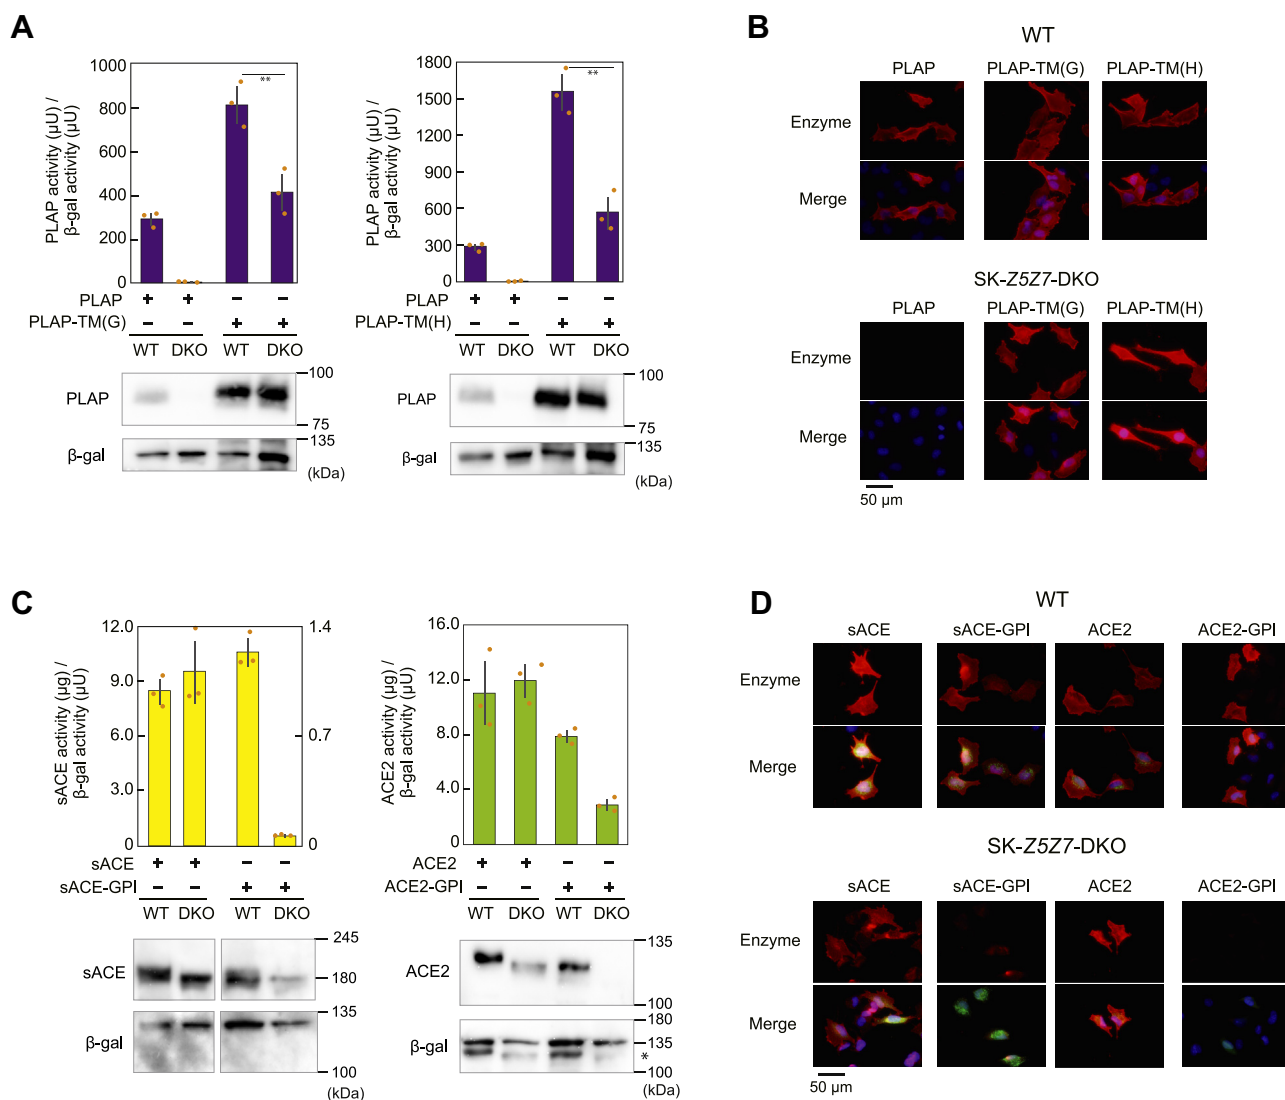 A
PLAP activity (µU) /
β-gal activity (µU)
1000
800
600
400
200
0
**
PLAP + + − −
PLAP-TM(G) − − + +
WT DKO WT DKO
PLAP
100
75
β-gal
135
(kDa)
PLAP activity (µU) /
β-gal activity (µU)
1800
1500
1200
900
600
300
0
**
PLAP + + − −
PLAP-TM(H) − − + +
WT DKO WT DKO
PLAP
100
75
β-gal
135
(kDa)
B
WT
PLAP PLAP-TM(G) PLAP-TM(H)
Enzyme
Merge
SK-Z5Z7-DKO
PLAP PLAP-TM(G) PLAP-TM(H)
Enzyme
Merge
50 µm
C
sACE activity (µg) /
β-gal activity (µU)
12.0
9.0
6.0
3.0
0
1.4
0.7
0
sACE + + − −
sACE-GPI − − + +
WT DKO WT DKO
sACE
245
180
β-gal
135
100
(kDa)
ACE2 activity (µg) /
β-gal activity (µU)
16.0
12.0
8.0
4.0
0
ACE2 + + − −
ACE2-GPI − − + +
WT DKO WT DKO
ACE2
135
100
β-gal
180
135
*
100
(kDa)
D
WT
sACE sACE-GPI ACE2 ACE2-GPI
Enzyme
Merge
SK-Z5Z7-DKO
sACE sACE-GPI ACE2 ACE2-GPI
Enzyme
Merge
50 µm